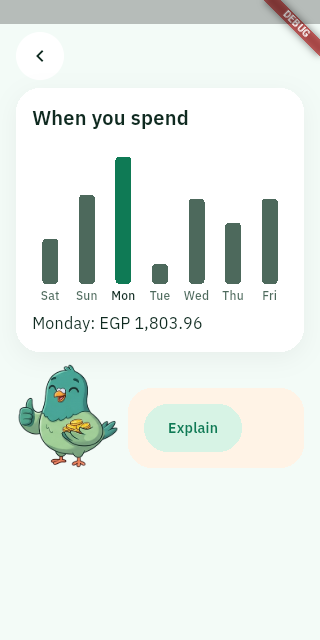 DEBUG
When you spend
Sat Sun Mon Tue Wed Thu Fri
Monday: EGP 1,803.96
Explain